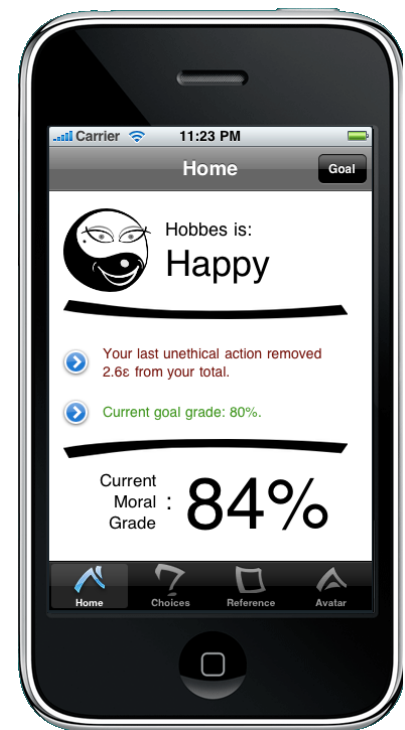 Carrier 11:23 PM
Home Goal
Hobbes is:
Happy
Your last unethical action removed
2.6ε from your total.
Current goal grade: 80%.
Current
Moral : 84%
Grade
Home Choices Reference Avatar